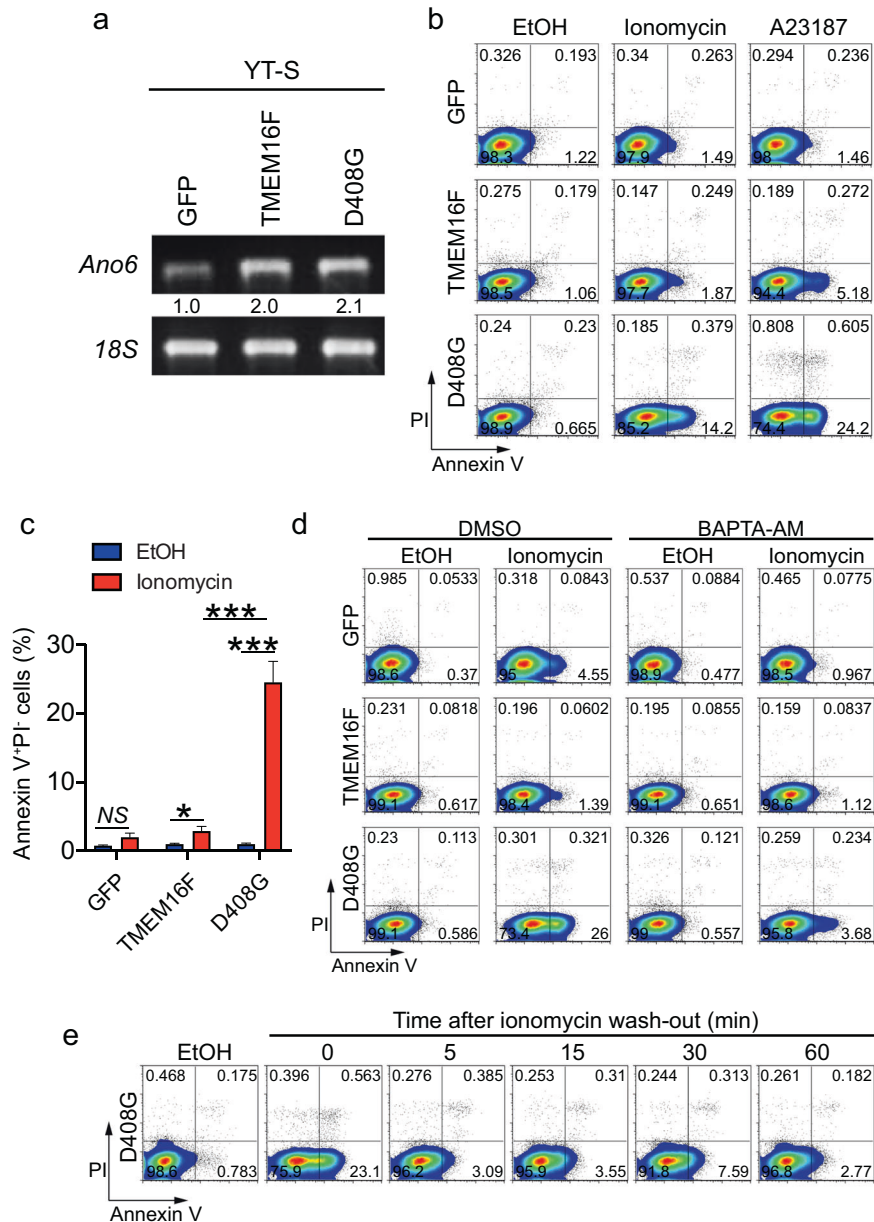 a
YT-S
GFP
TMEM16F
D408G
Ano6
1.0 2.0 2.1
18S
b
EtOH Ionomycin A23187
GFP
0.326 0.193 0.34 0.263 0.294 0.236
98.3 1.22 97.9 1.49 98 1.46
TMEM16F
0.275 0.179 0.147 0.249 0.189 0.272
98.5 1.06 97.7 1.87 94.4 5.18
D408G
0.24 0.23 0.185 0.379 0.808 0.605
98.9 0.665 85.2 14.2 74.4 24.2
PI
Annexin V
c
EtOH
Ionomycin
Annexin V⁺PI⁻ cells (%)
30
20
10
0
NS
*
***
***
GFP
TMEM16F
D408G
d
DMSO BAPTA-AM
EtOH Ionomycin EtOH Ionomycin
GFP
0.985 0.0533 0.318 0.0843 0.537 0.0884 0.465 0.0775
98.6 0.37 95 4.55 98.9 0.477 98.5 0.967
TMEM16F
0.231 0.0818 0.196 0.0602 0.195 0.0855 0.159 0.0837
99.1 0.617 98.4 1.39 99.1 0.651 98.6 1.12
D408G
0.23 0.113 0.301 0.321 0.326 0.121 0.259 0.234
99.1 0.586 73.4 26 99 0.557 95.8 3.68
PI
Annexin V
e
Time after ionomycin wash-out (min)
EtOH 0 5 15 30 60
D408G
0.468 0.175 0.396 0.563 0.276 0.385 0.253 0.31 0.244 0.313 0.261 0.182
98.6 0.783 75.9 23.1 96.2 3.09 95.9 3.55 91.8 7.59 96.8 2.77
PI
Annexin V